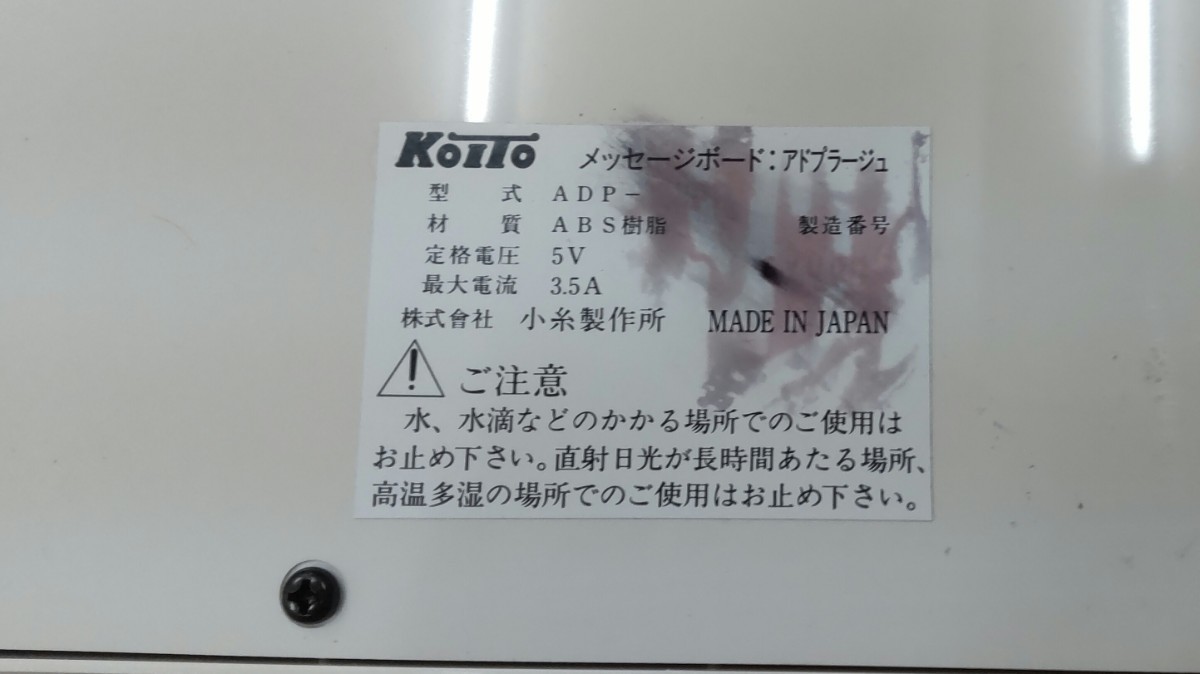 KOITO メッセージボード：アドプラージュ
型式 ADP−
材質 ABS樹脂 製造番号
定格電圧 5V
最大電流 3.5A
株式會社 小糸製作所 MADE IN JAPAN
ご注意
水、水滴などのかかる場所でのご使用は
お止め下さい。直射日光が長時間あたる場所、
高温多湿の場所でのご使用はお止め下さい。